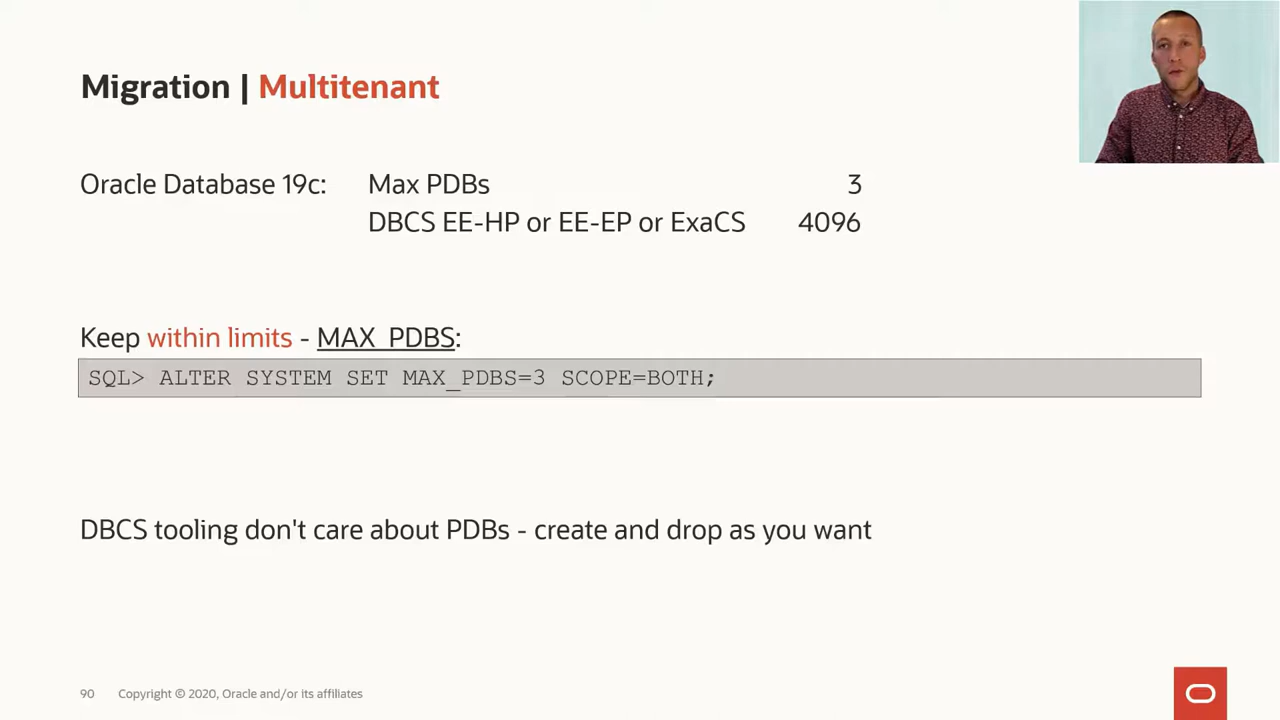 Migration | Multitenant
Oracle Database 19c: Max PDBs 3
DBCS EE-HP or EE-EP or ExaCS 4096
Keep within limits - MAX_PDBS:
SQL> ALTER SYSTEM SET MAX_PDBS=3 SCOPE=BOTH;
DBCS tooling don't care about PDBs - create and drop as you want
90 Copyright © 2020, Oracle and/or its affiliates